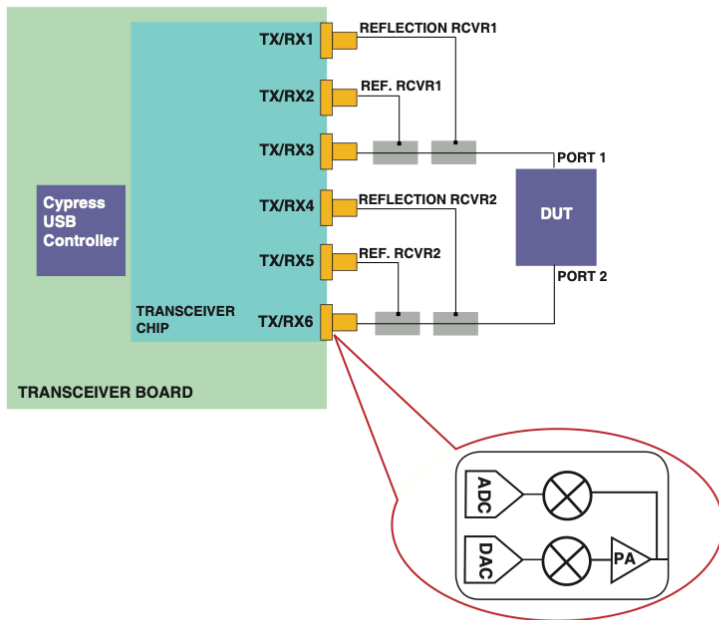 TX/RX1
REFLECTION RCVR1
TX/RX2
REF. RCVR1
TX/RX3
PORT 1
TX/RX4
REFLECTION RCVR2
Cypress
USB
Controller
DUT
TX/RX5
REF. RCVR2
PORT 2
TRANSCEIVER
CHIP
TX/RX6
TRANSCEIVER BOARD
ADC
DAC
PA